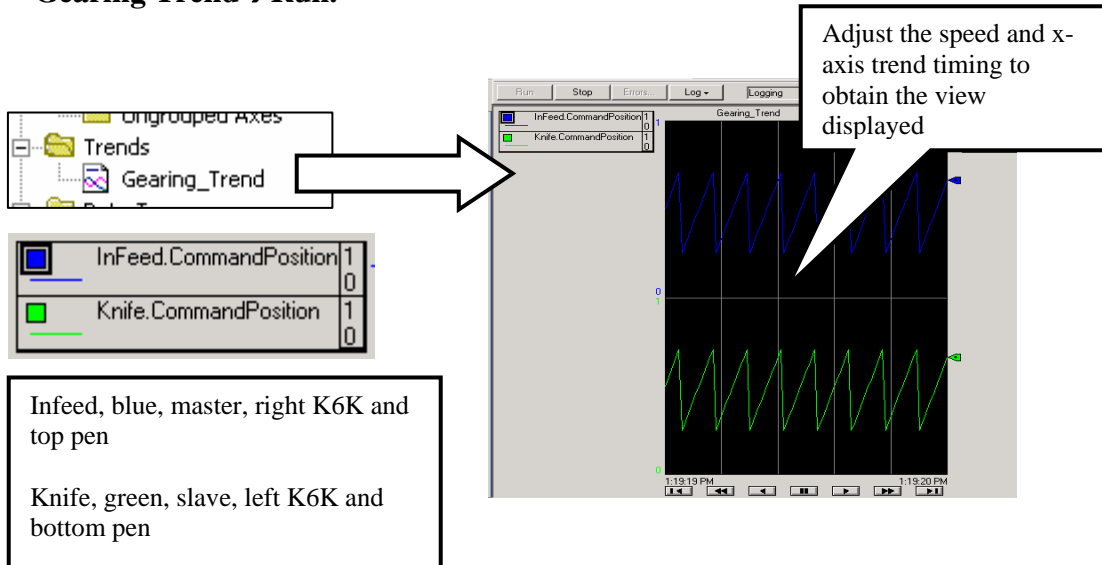 Adjust the speed and x-
axis trend timing to
obtain the view
displayed
Run Stop Errors... Log Logging
InFeed.CommandPosition 1
0
Knife.CommandPosition 1
0
Gearing_Trend
1
0
1
0
1:19:19 PM 1:19:20 PM
Ungrouped Axes
Trends
Gearing_Trend
InFeed.CommandPosition 1
0
Knife.CommandPosition 1
0
Infeed, blue, master, right K6K and
top pen
Knife, green, slave, left K6K and
bottom pen